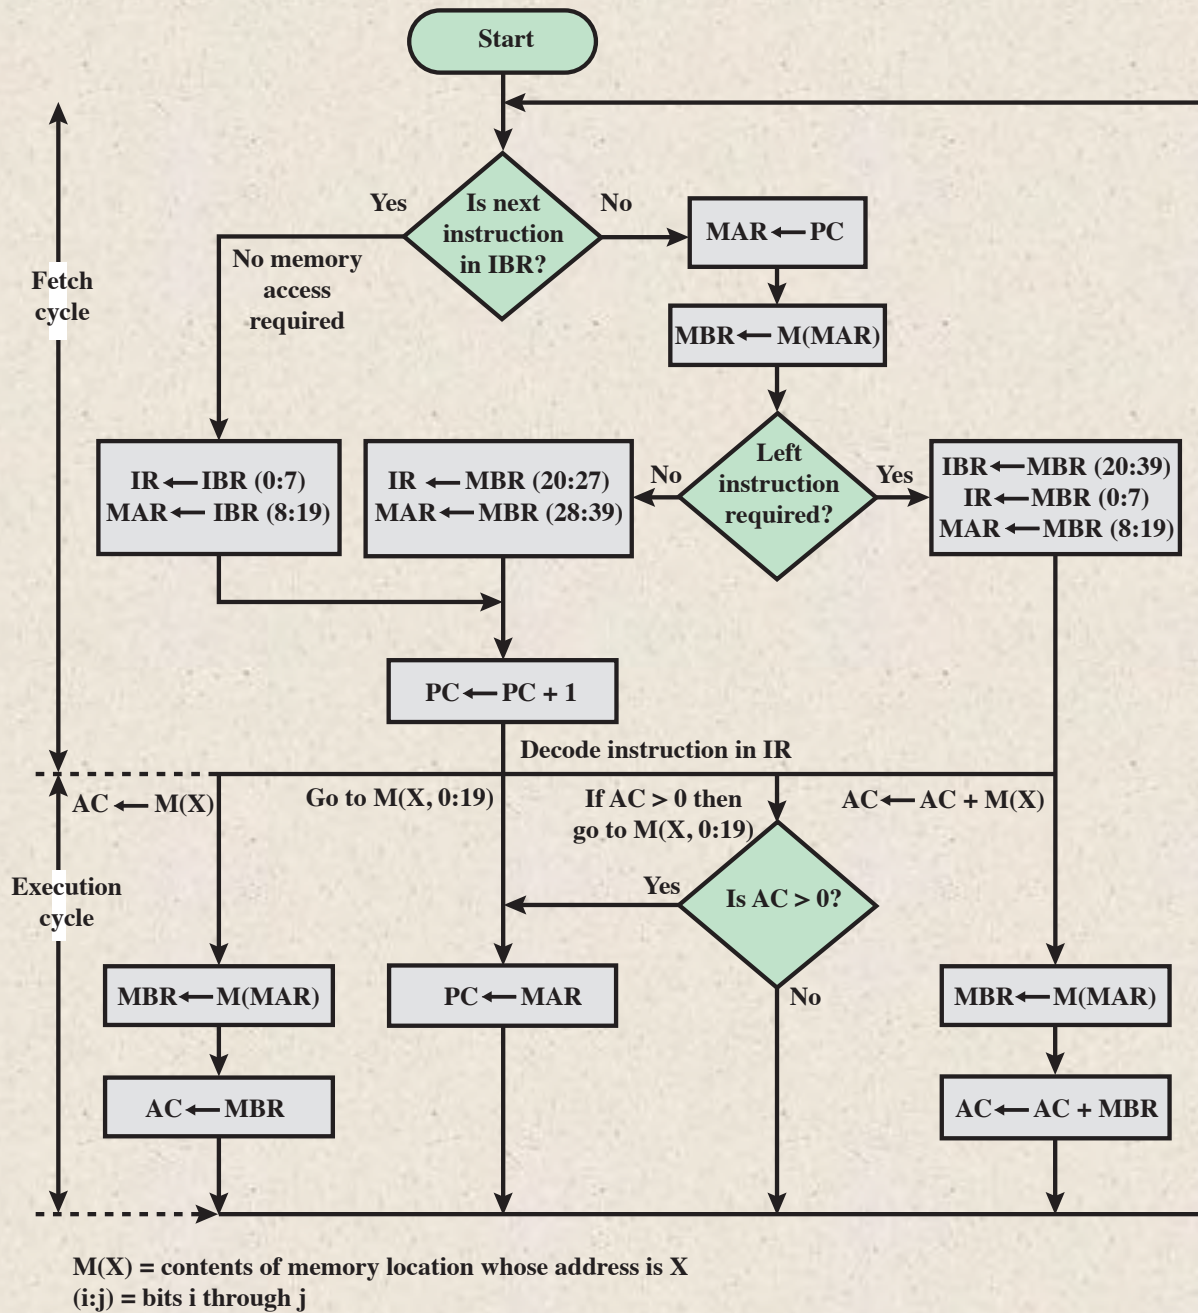 Start
Yes
Is next
instruction
in IBR?
No
MAR ← PC
No memory
access
required
Fetch
cycle
MBR ← M(MAR)
IR ← IBR (0:7)
MAR ← IBR (8:19)
IR ← MBR (20:27)
MAR ← MBR (28:39)
No
Left
instruction
required?
Yes
IBR ← MBR (20:39)
IR ← MBR (0:7)
MAR ← MBR (8:19)
PC ← PC + 1
Decode instruction in IR
AC ← M(X)
Go to M(X, 0:19)
If AC > 0 then
go to M(X, 0:19)
AC ← AC + M(X)
Execution
cycle
Yes
Is AC > 0?
No
MBR ← M(MAR)
PC ← MAR
MBR ← M(MAR)
AC ← MBR
AC ← AC + MBR
M(X) = contents of memory location whose address is X
(i:j) = bits i through j